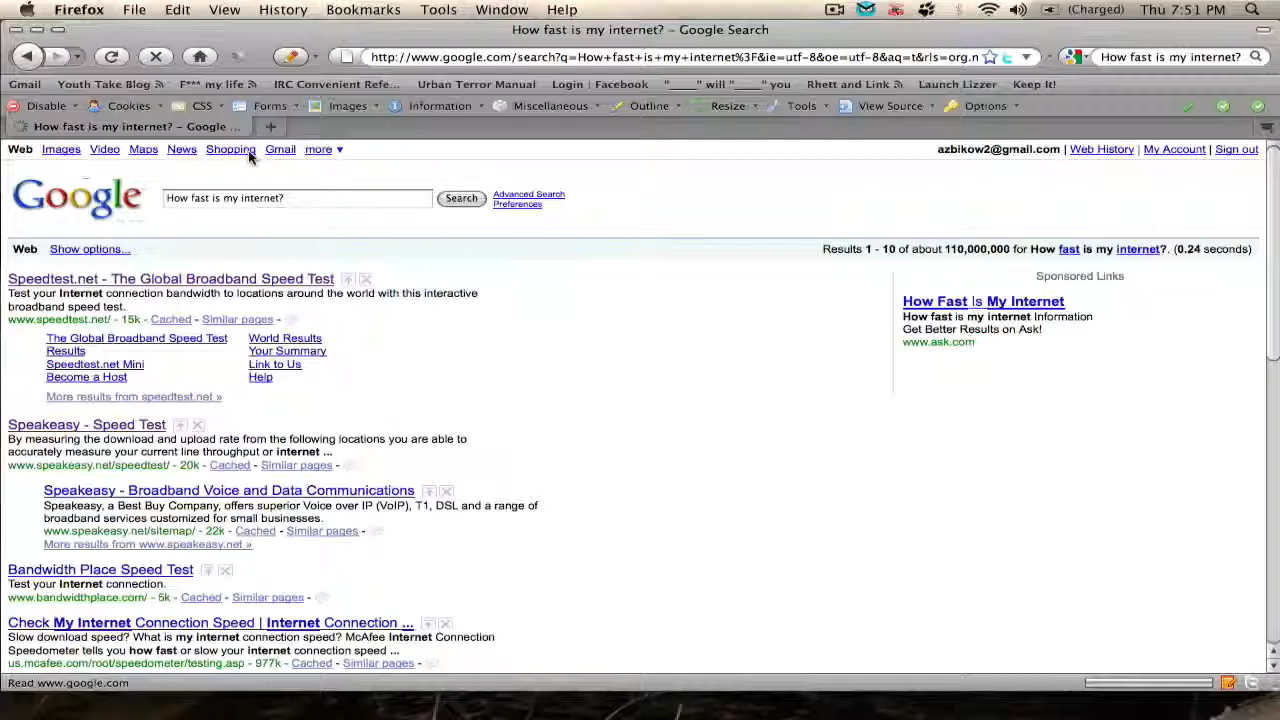 Firefox File Edit View History Bookmarks Tools Window Help (Charged) Thu 7:51 PM
How fast is my internet? – Google Search
http://www.google.com/search?q=How+fast+is+my+internet%3F&ie=utf-8&oe=utf-8&aq=t&rls=org.n How fast is my internet?
Gmail Youth Take Blog F*** my life IRC Convenient Refe... Urban Terror Manual Login | Facebook "____" will "____" you Rhett and Link Launch Lizzer Keep It!
Disable Cookies CSS Forms Images Information Miscellaneous Outline Resize Tools View Source Options
How fast is my internet? – Google ...
Web Images Video Maps News Shopping Gmail more ▼ azbikow2@gmail.com | Web History | My Account | Sign out
Google How fast is my internet? Search Advanced Search
Preferences
Web Show options... Results 1 - 10 of about 110,000,000 for How fast is my internet?. (0.24 seconds)
Speedtest.net - The Global Broadband Speed Test
Test your Internet connection bandwidth to locations around the world with this interactive
broadband speed test.
www.speedtest.net/ - 15k - Cached - Similar pages -
The Global Broadband Speed Test World Results
Results Your Summary
Speedtest.net Mini Link to Us
Become a Host Help
More results from speedtest.net »
Speakeasy - Speed Test
By measuring the download and upload rate from the following locations you are able to
accurately measure your current line throughput or internet ...
www.speakeasy.net/speedtest/ - 20k - Cached - Similar pages -
Speakeasy - Broadband Voice and Data Communications
Speakeasy, a Best Buy Company, offers superior Voice over IP (VoIP), T1, DSL and a range of
broadband services customized for small businesses.
www.speakeasy.net/sitemap/ - 22k - Cached - Similar pages -
More results from www.speakeasy.net »
Bandwidth Place Speed Test
Test your Internet connection.
www.bandwidthplace.com/ - 5k - Cached - Similar pages -
Check My Internet Connection Speed | Internet Connection ...
Slow download speed? What is my internet connection speed? McAfee Internet Connection
Speedometer tells you how fast or slow your internet connection speed ...
us.mcafee.com/root/speedometer/testing.asp - 977k - Cached - Similar pages -
Sponsored Links
How Fast Is My Internet
How fast is my internet Information
Get Better Results on Ask!
www.ask.com
Read www.google.com